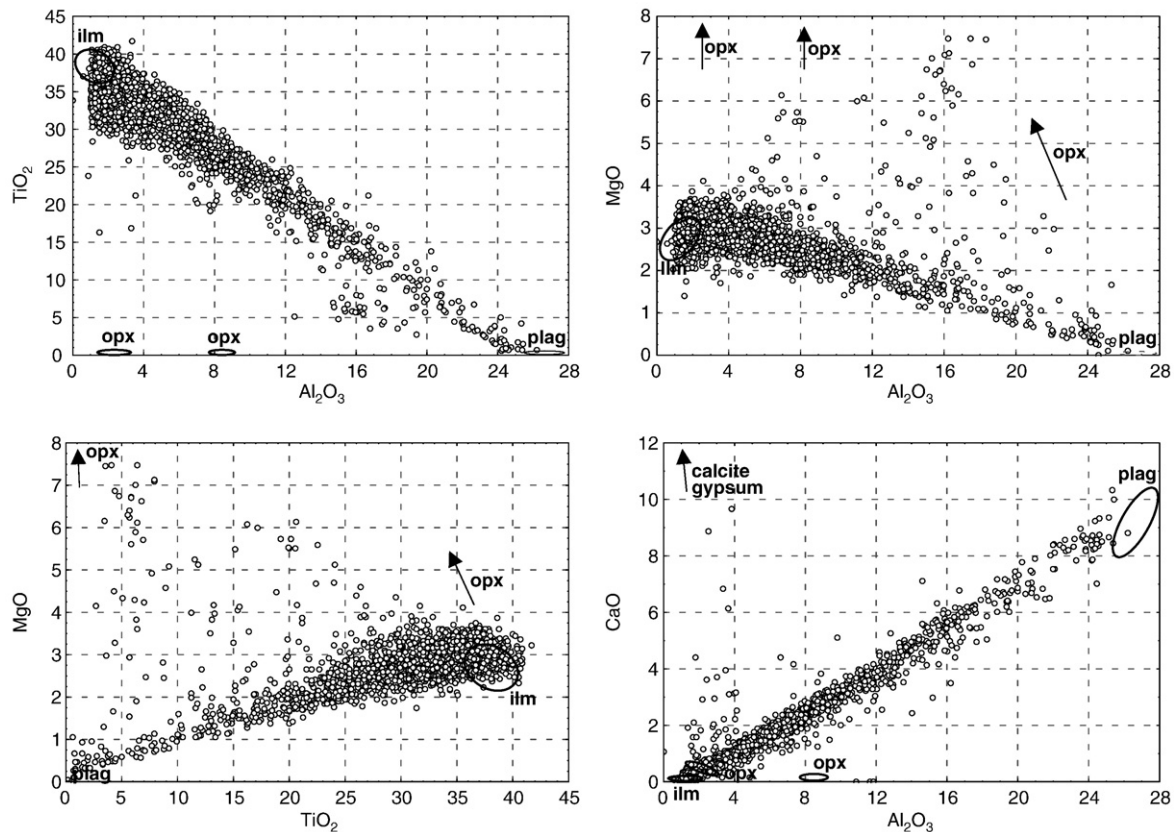 45
40
35
30
25
20
15
10
5
0
TiO₂
ilm
opx
opx
plag
0 4 8 12 16 20 24 28
Al₂O₃
8
7
6
5
4
3
2
1
0
MgO
opx
opx
opx
ilm
plag
0 4 8 12 16 20 24 28
Al₂O₃
8
7
6
5
4
3
2
1
0
MgO
opx
opx
ilm
plag
0 5 10 15 20 25 30 35 40 45
TiO₂
12
10
8
6
4
2
0
CaO
calcite
gypsum
plag
opx
opx
ilm
4 8 12 16 20 24 28
Al₂O₃